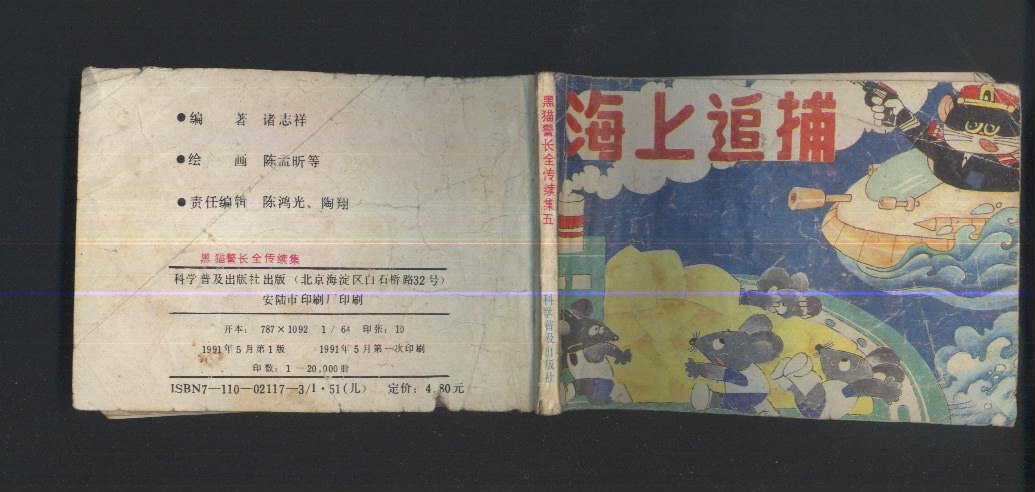 ●编　著　诸志祥
●绘　画　陈孟昕等
●责任编辑　陈鸿光、陶翔
黑猫警长全传续集
科学普及出版社出版（北京海淀区白石桥路32号）
安陆市印刷厂印刷
开本：787×1092　1／64　印张：10
1991年5月第1版　1991年5月第一次印刷
印数：1—20,000册
ISBN7—110—02117—3/I·51(儿)　定价：4.80元
黑猫警长全传续集五
科学普及出版社
海上追捕